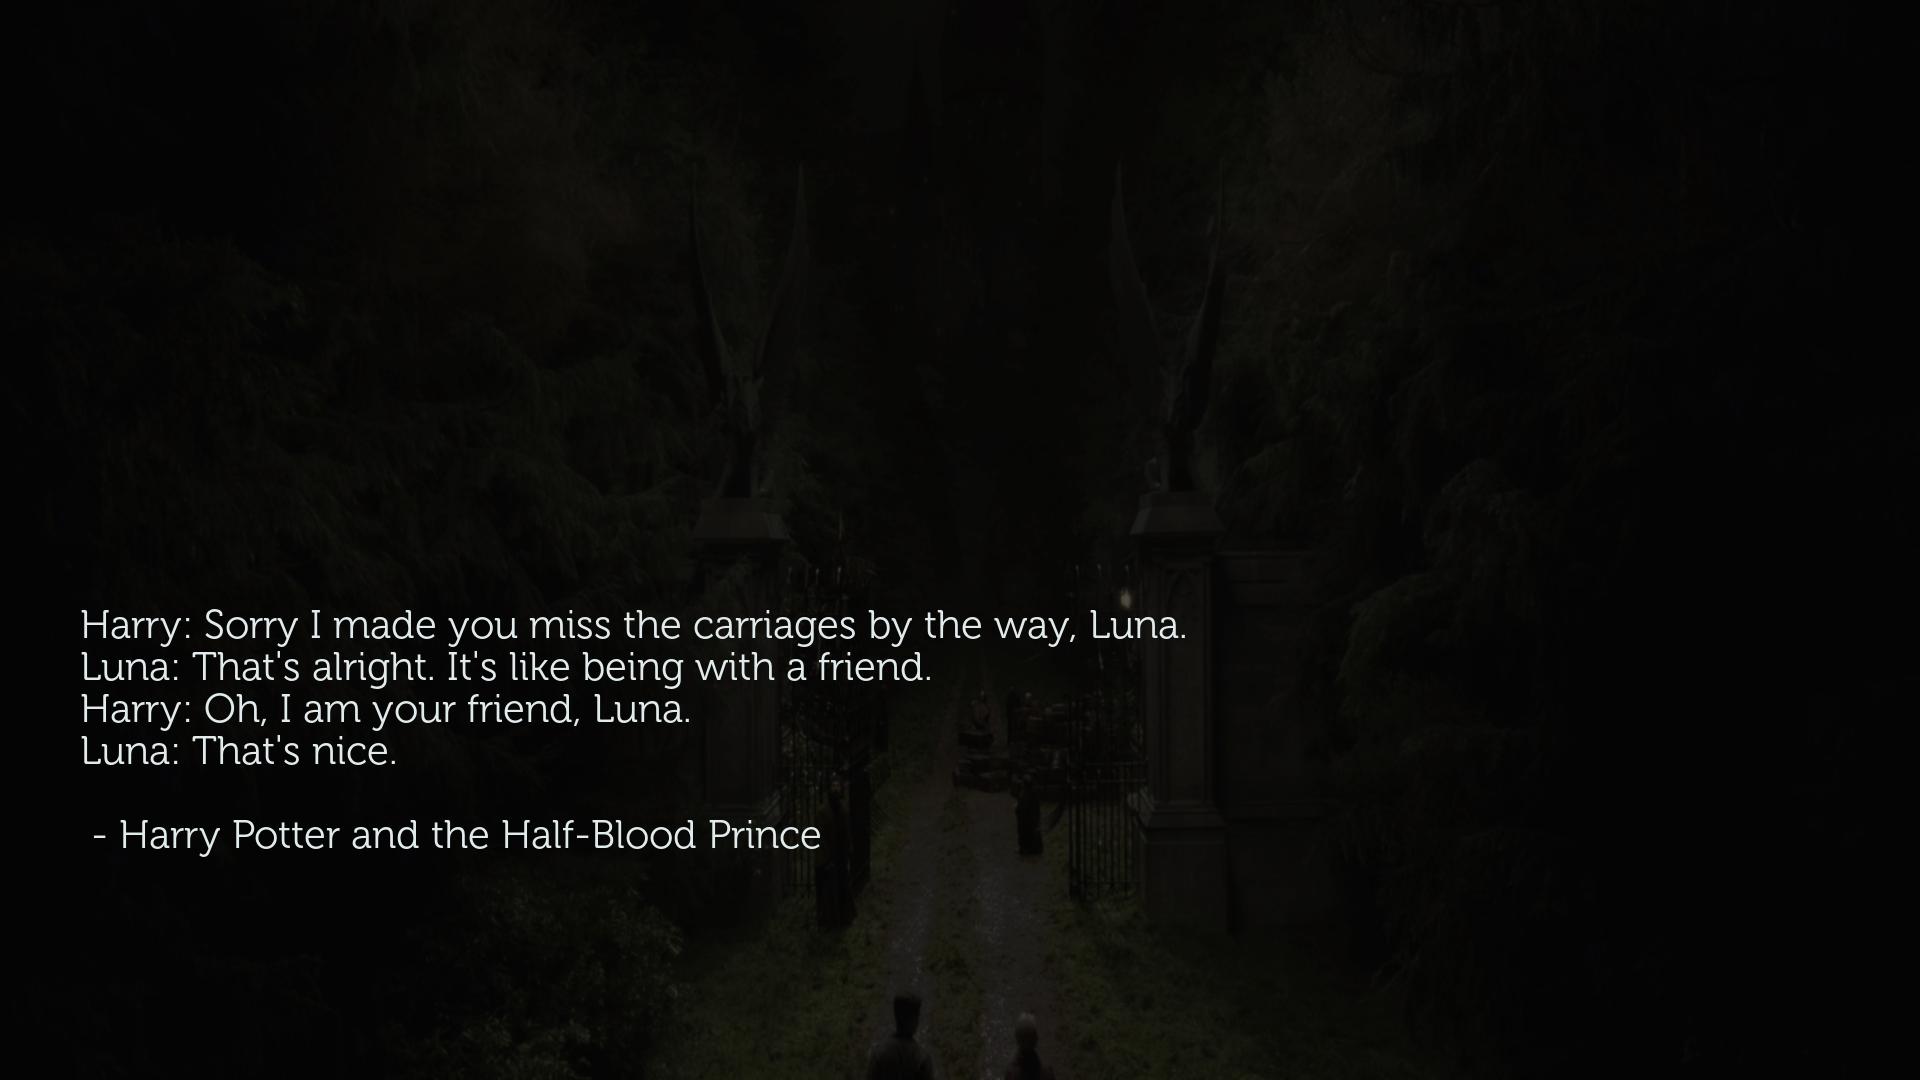 Harry: Sorry I made you miss the carriages by the way, Luna.
Luna: That's alright. It's like being with a friend.
Harry: Oh, I am your friend, Luna.
Luna: That's nice.
- Harry Potter and the Half-Blood Prince